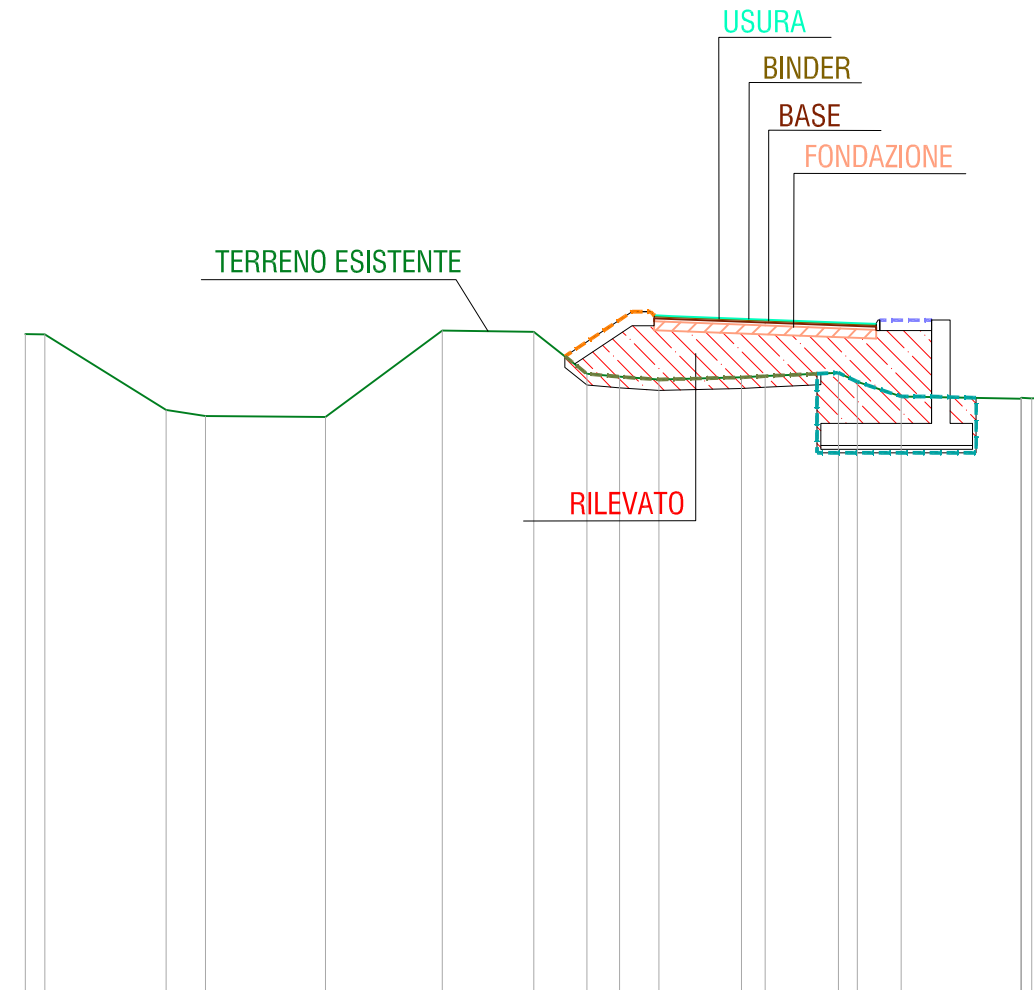 USURA
BINDER
BASE
FONDAZIONE
TERRENO ESISTENTE
RILEVATO